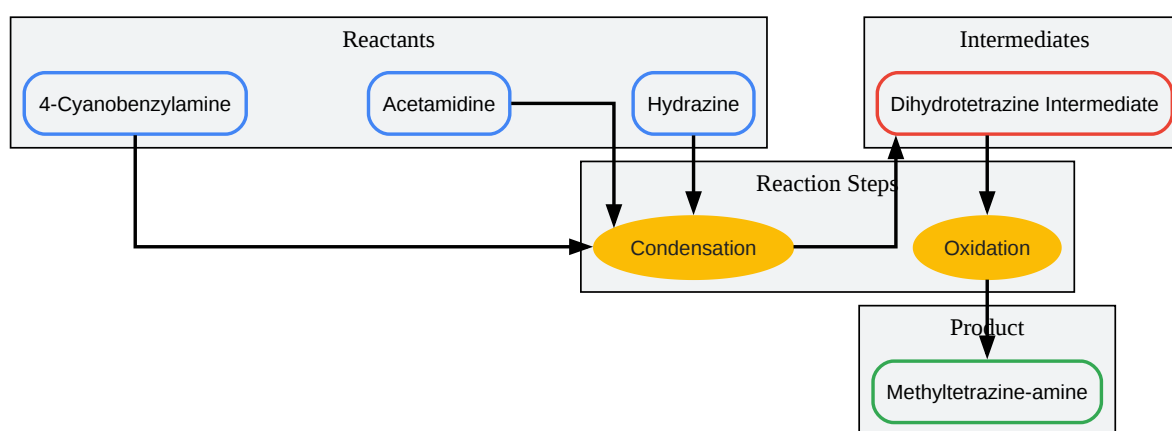 Reactants
Intermediates
4-Cyanobenzylamine
Acetamidine
Hydrazine
Dihydrotetrazine Intermediate
Reaction Steps
Condensation
Oxidation
Product
Methyltetrazine-amine